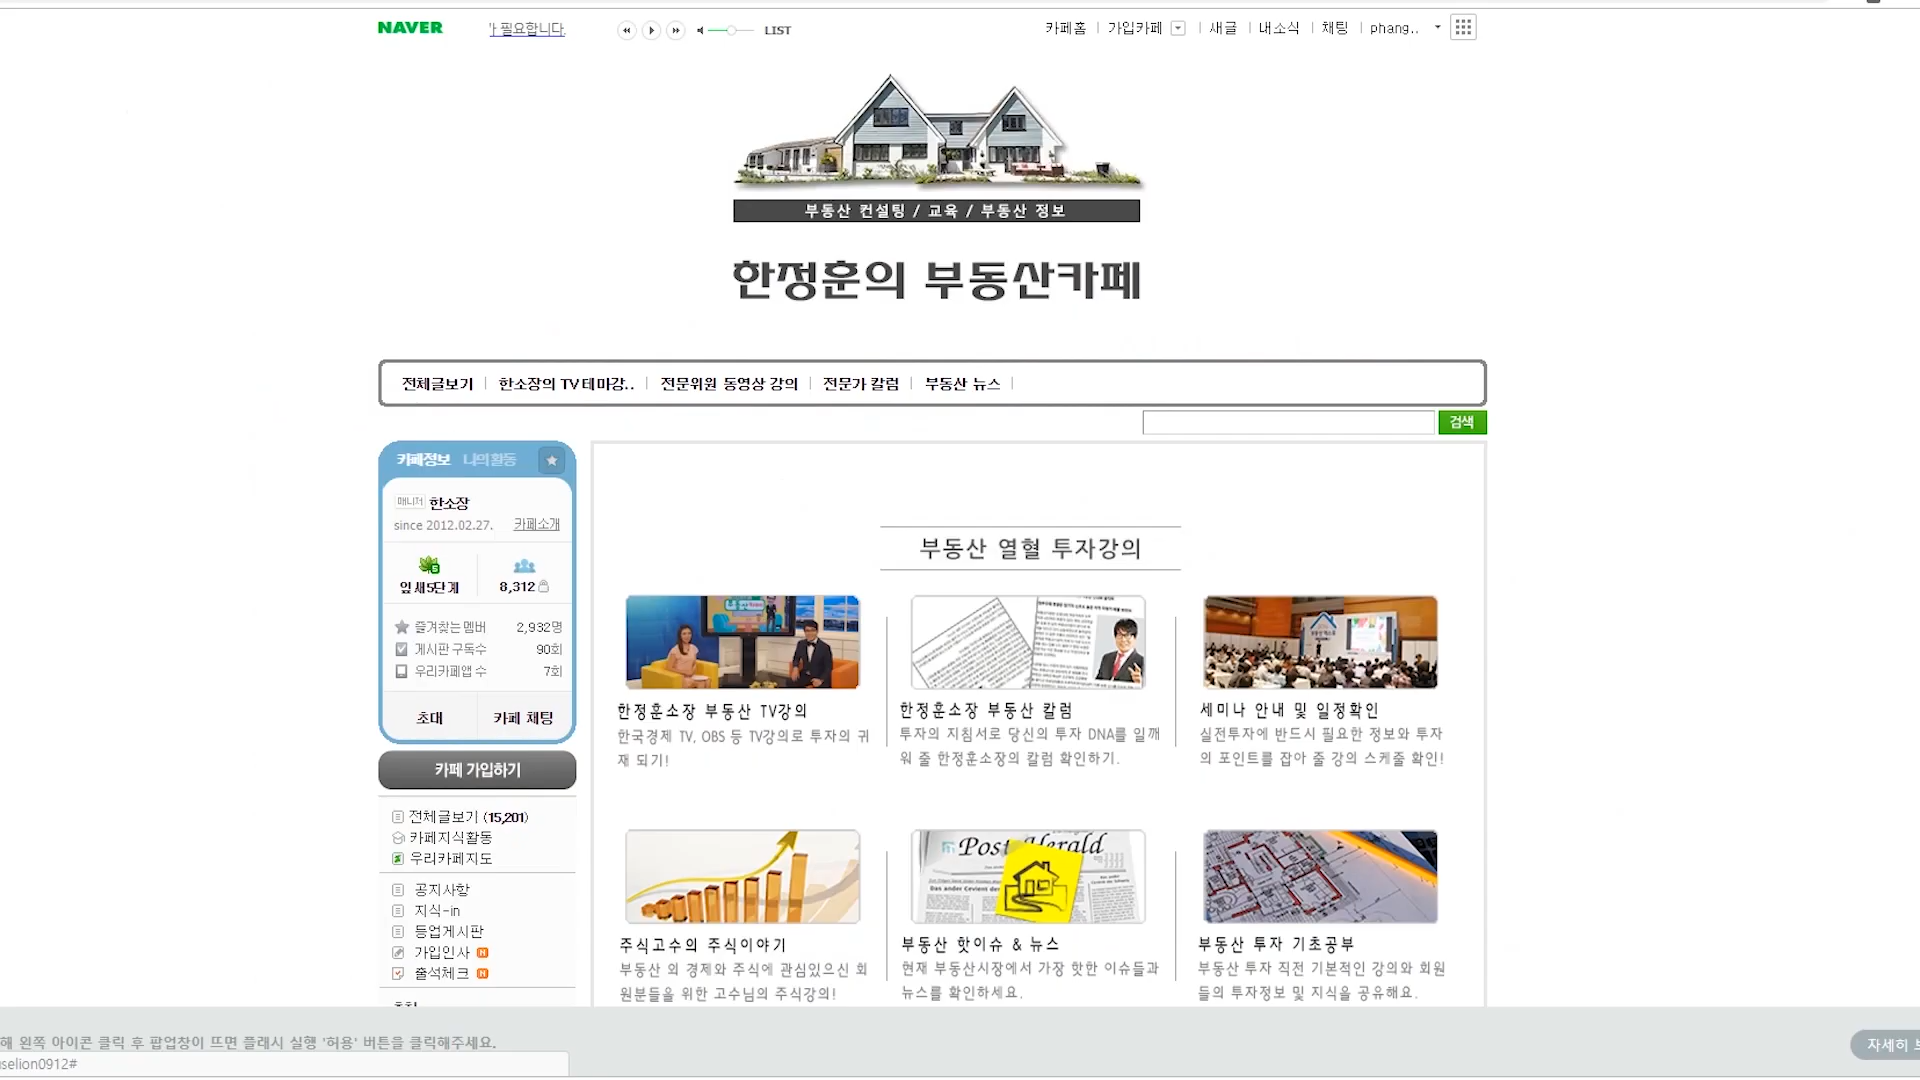 NAVER
필요합니다.
LIST
카페홈
가입카페
새글
내소식
채팅
phang..
부동산 컨설팅 / 교육 / 부동산 정보
한정훈의 부동산카페
전체글보기
한소장의 TV 테마강..
전문위원 동영상 강의
전문가 칼럼
부동산 뉴스
검색
카페정보
나의활동
매니저 한소장
since 2012.02.27.
카페소개
잎새5단계
8,312
즐겨찾는 멤버 2,932명
게시판 구독수 90회
우리카페앱 수 7회
초대
카페 채팅
카페 가입하기
전체글보기 (15,201)
카페지식활동
우리카페지도
공지사항
지식-in
등업게시판
가입인사 N
출석체크 N
부동산 열혈 투자강의
한정훈소장 부동산 TV강의
한국경제 TV, OBS 등 TV강의로 투자의 귀
재 되기!
한정훈소장 부동산 칼럼
투자의 지침서로 당신의 투자 DNA를 일깨
워 줄 한정훈소장의 칼럼 확인하기.
세미나 안내 및 일정확인
실전투자에 반드시 필요한 정보와 투자
의 포인트를 잡아 줄 강의 스케줄 확인!
Post Herald
Das ander Cevient de
주식고수의 주식이야기
부동산 외 경제와 주식에 관심있으신 회
원분들을 위한 고수님의 주식강의!
부동산 핫이슈 & 뉴스
현재 부동산시장에서 가장 핫한 이슈들과
뉴스를 확인하세요.
부동산 투자 기초공부
부동산 투자 직전 기본적인 강의와 회원
들의 투자정보 및 지식을 공유해요.
해 왼쪽 아이콘 클릭 후 팝업창이 뜨면 플래시 실행 '허용' 버튼을 클릭해주세요.
selion0912#
자세히